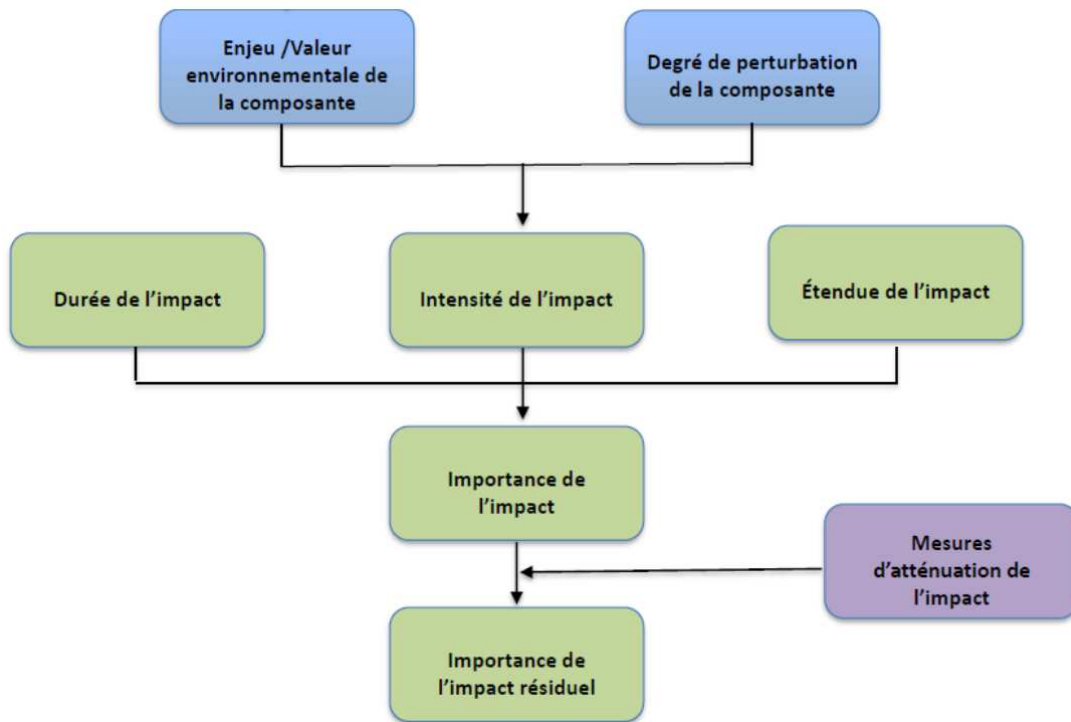 Enjeu /Valeur
environnementale de
la composante
Degré de perturbation
de la composante
Durée de l’impact
Intensité de l’impact
Étendue de l’impact
Importance de
l’impact
Mesures
d’atténuation de
l’impact
Importance de
l’impact résiduel